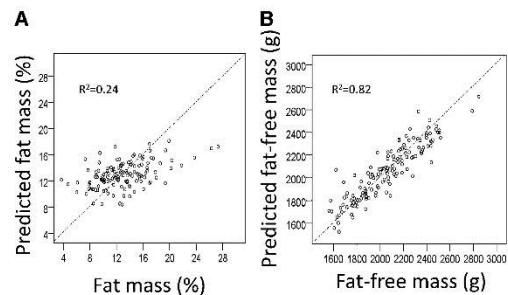 A
Predicted fat mass (%)
28
24
20
16
12
8
4
R²=0.24
4 8 12 16 20 24 28
Fat mass (%)
B
Predicted fat-free mass (g)
3000
2800
2600
2400
2200
2000
1800
1600
R²=0.82
1600 1800 2000 2200 2400 2600 2800 3000
Fat-free mass (g)